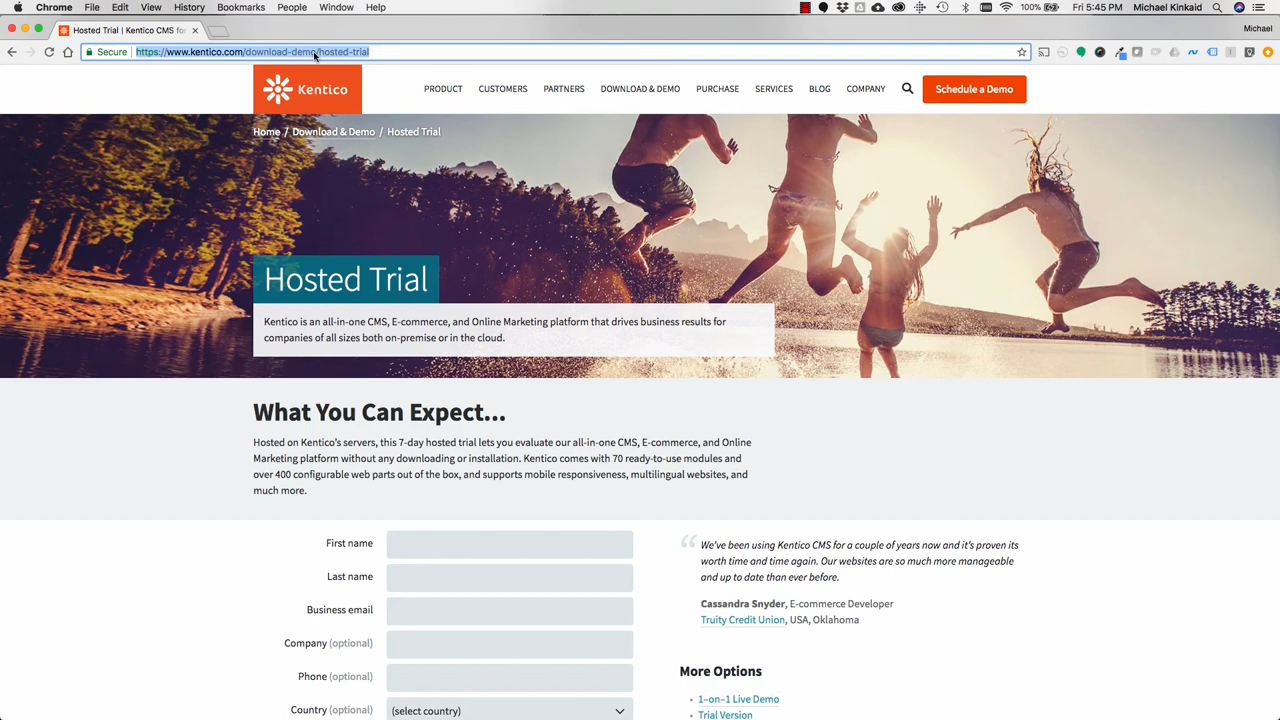 Chrome File Edit View History Bookmarks People Window Help 100% Fri 5:45 PM Michael Kinkaid
Hosted Trial | Kentico CMS for Michael
Secure https://www.kentico.com/download-demo/hosted-trial
Kentico PRODUCT CUSTOMERS PARTNERS DOWNLOAD & DEMO PURCHASE SERVICES BLOG COMPANY Schedule a Demo
Home / Download & Demo / Hosted Trial
Hosted Trial
Kentico is an all-in-one CMS, E-commerce, and Online Marketing platform that drives business results for
companies of all sizes both on-premise or in the cloud.
What You Can Expect...
Hosted on Kentico's servers, this 7-day hosted trial lets you evaluate our all-in-one CMS, E-commerce, and Online
Marketing platform without any downloading or installation. Kentico comes with 70 ready-to-use modules and
over 400 configurable web parts out of the box, and supports mobile responsiveness, multilingual websites, and
much more.
First name
Last name
Business email
Company (optional)
Phone (optional)
Country (optional) (select country)
“ We've been using Kentico CMS for a couple of years now and it's proven its
worth time and time again. Our websites are so much more manageable
and up to date than ever before.
Cassandra Snyder, E-commerce Developer
Truity Credit Union, USA, Oklahoma
More Options
• 1-on-1 Live Demo
• Trial Version